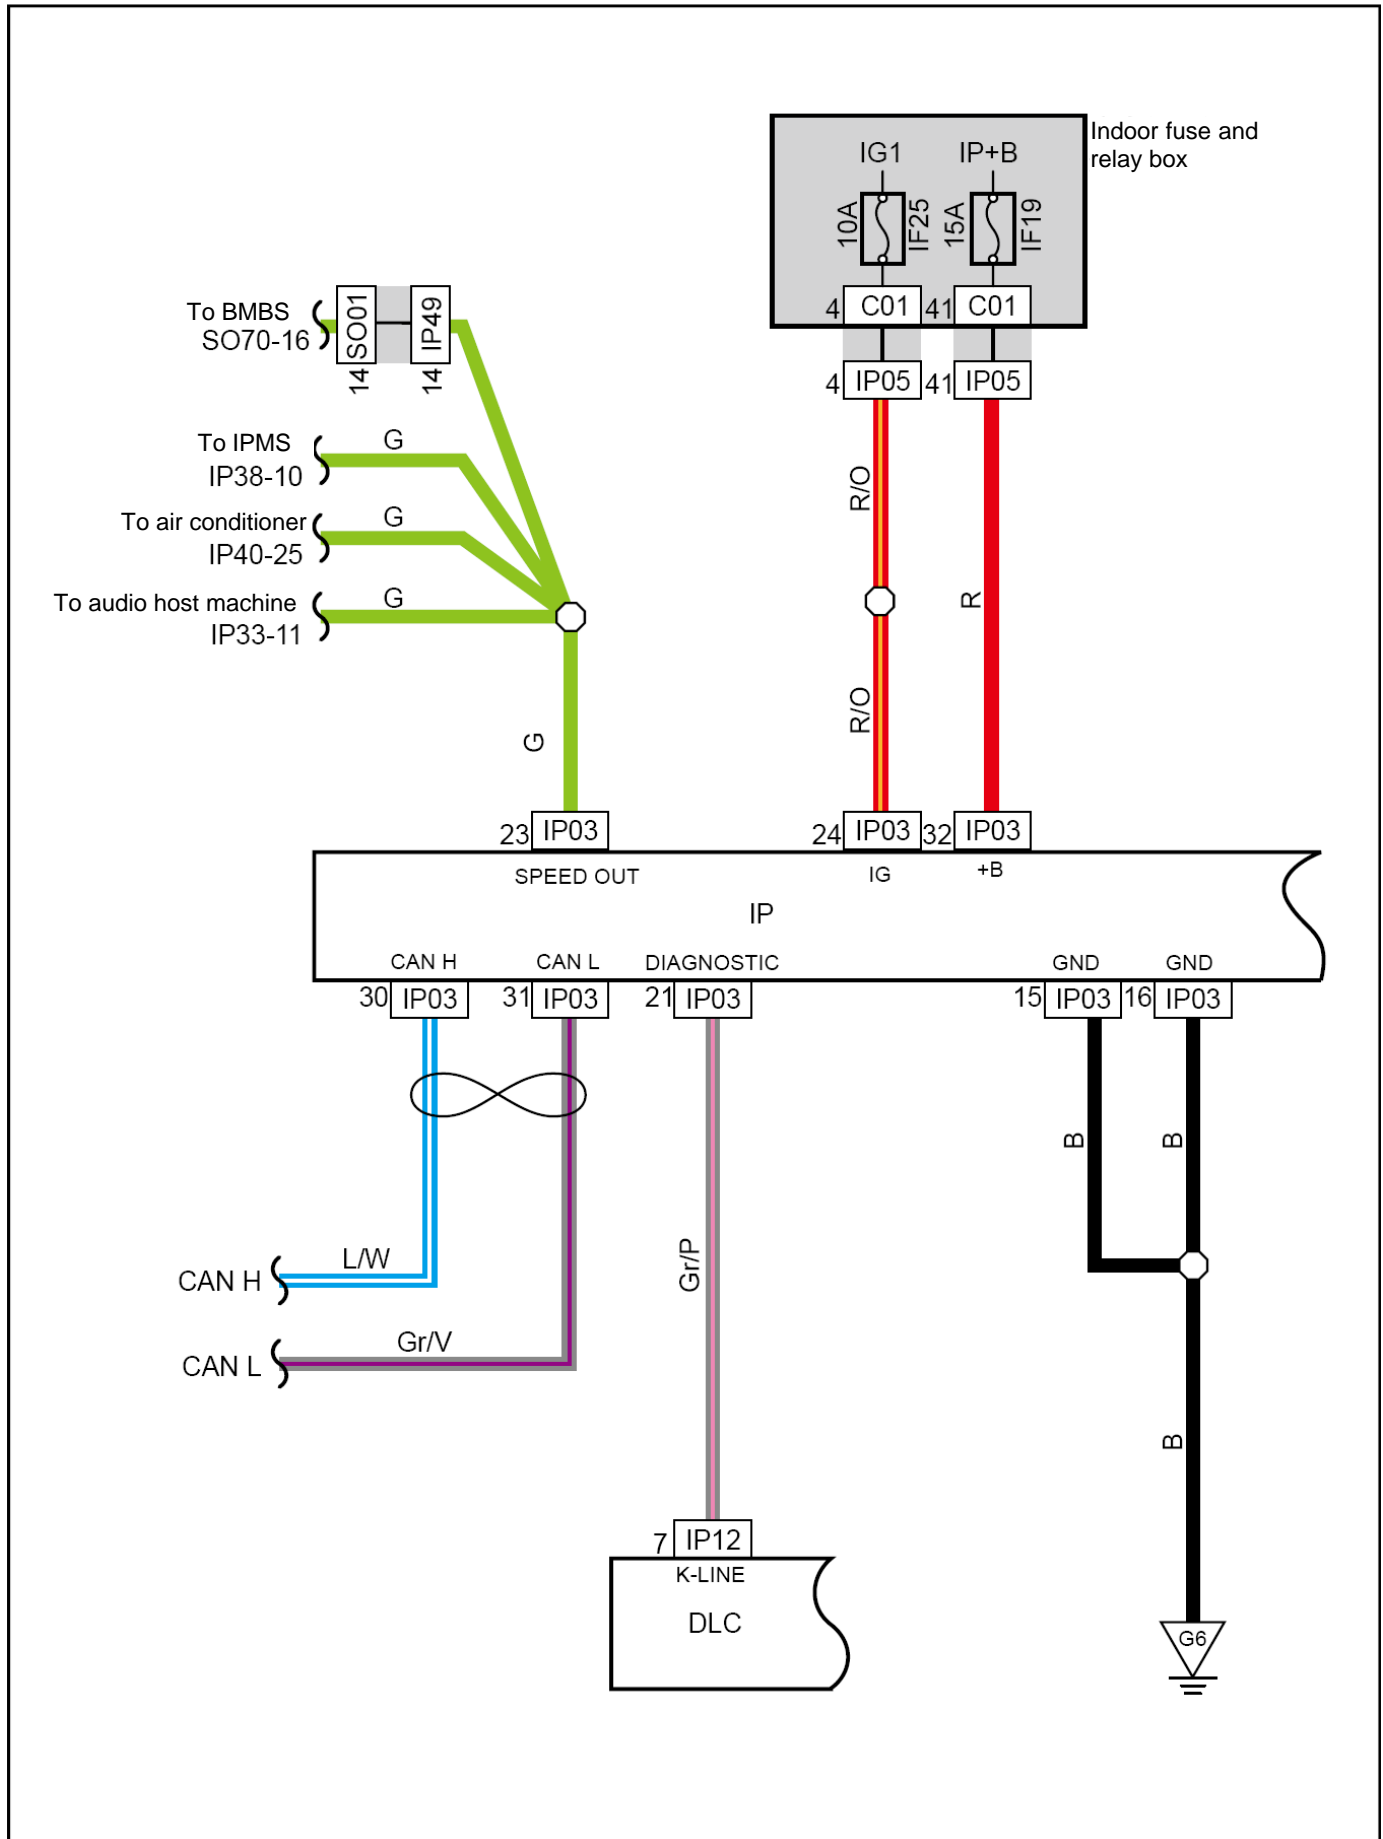 Indoor fuse and
relay box
IG1 IP+B
10A IF25 15A IF19
4 C01 41 C01
4 IP05 41 IP05
To BMBS
SO70-16
SO01 IP49
14 14
To IPMS
IP38-10
G
To air conditioner
IP40-25
G
To audio host machine
IP33-11
G
R/O
R
R/O
G
23 IP03 24 IP03 32 IP03
SPEED OUT IG +B
IP
CAN H CAN L DIAGNOSTIC GND GND
30 IP03 31 IP03 21 IP03 15 IP03 16 IP03
B B
L/W
CAN H
Gr/P
Gr/V
CAN L
B
7 IP12
K-LINE
DLC
G6